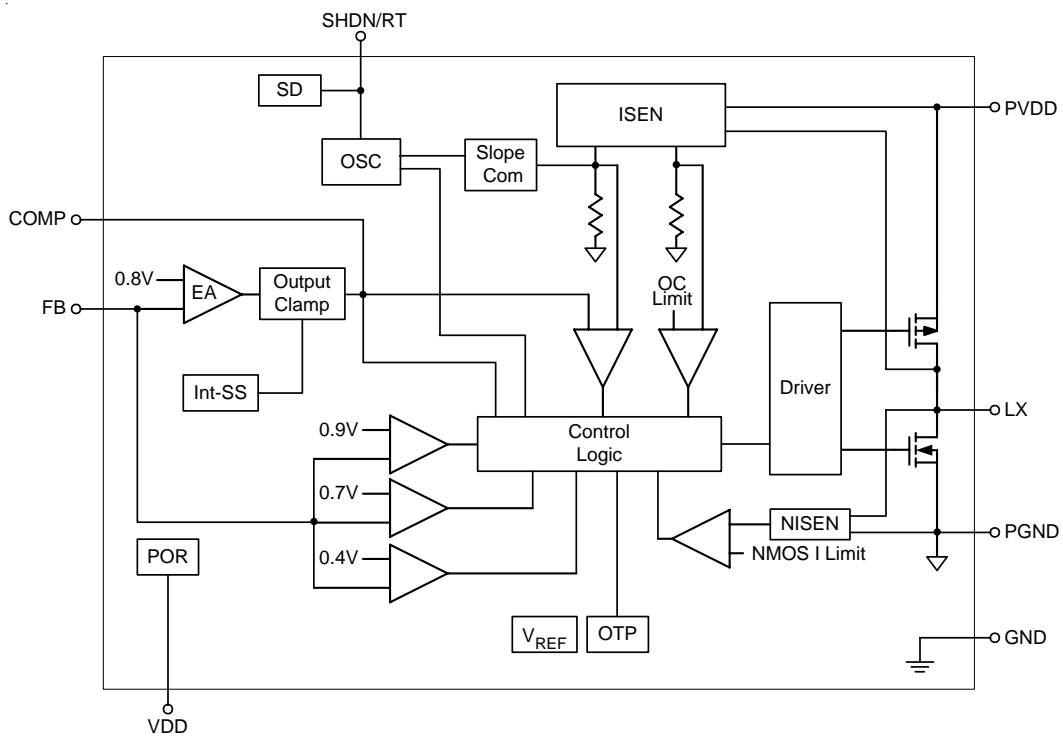 SHDN/RT
SD
ISEN
PVDD
OSC
Slope
Com
COMP
0.8V
EA
Output
Clamp
FB
OC
Limit
Int-SS
Driver
LX
0.9V
Control
Logic
0.7V
NISEN
PGND
NMOS I Limit
POR
0.4V
VREF
OTP
GND
VDD